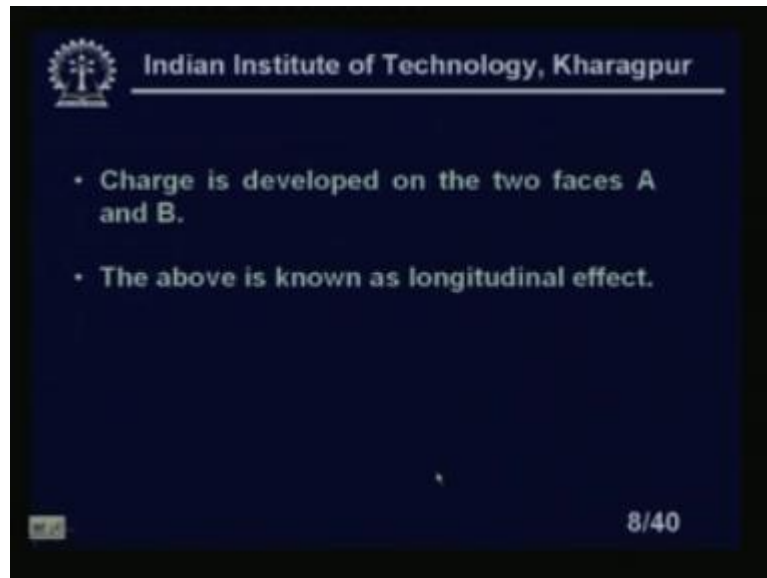 Indian Institute of Technology, Kharagpur
• Charge is developed on the two faces A
and B.
• The above is known as longitudinal effect.
8/40